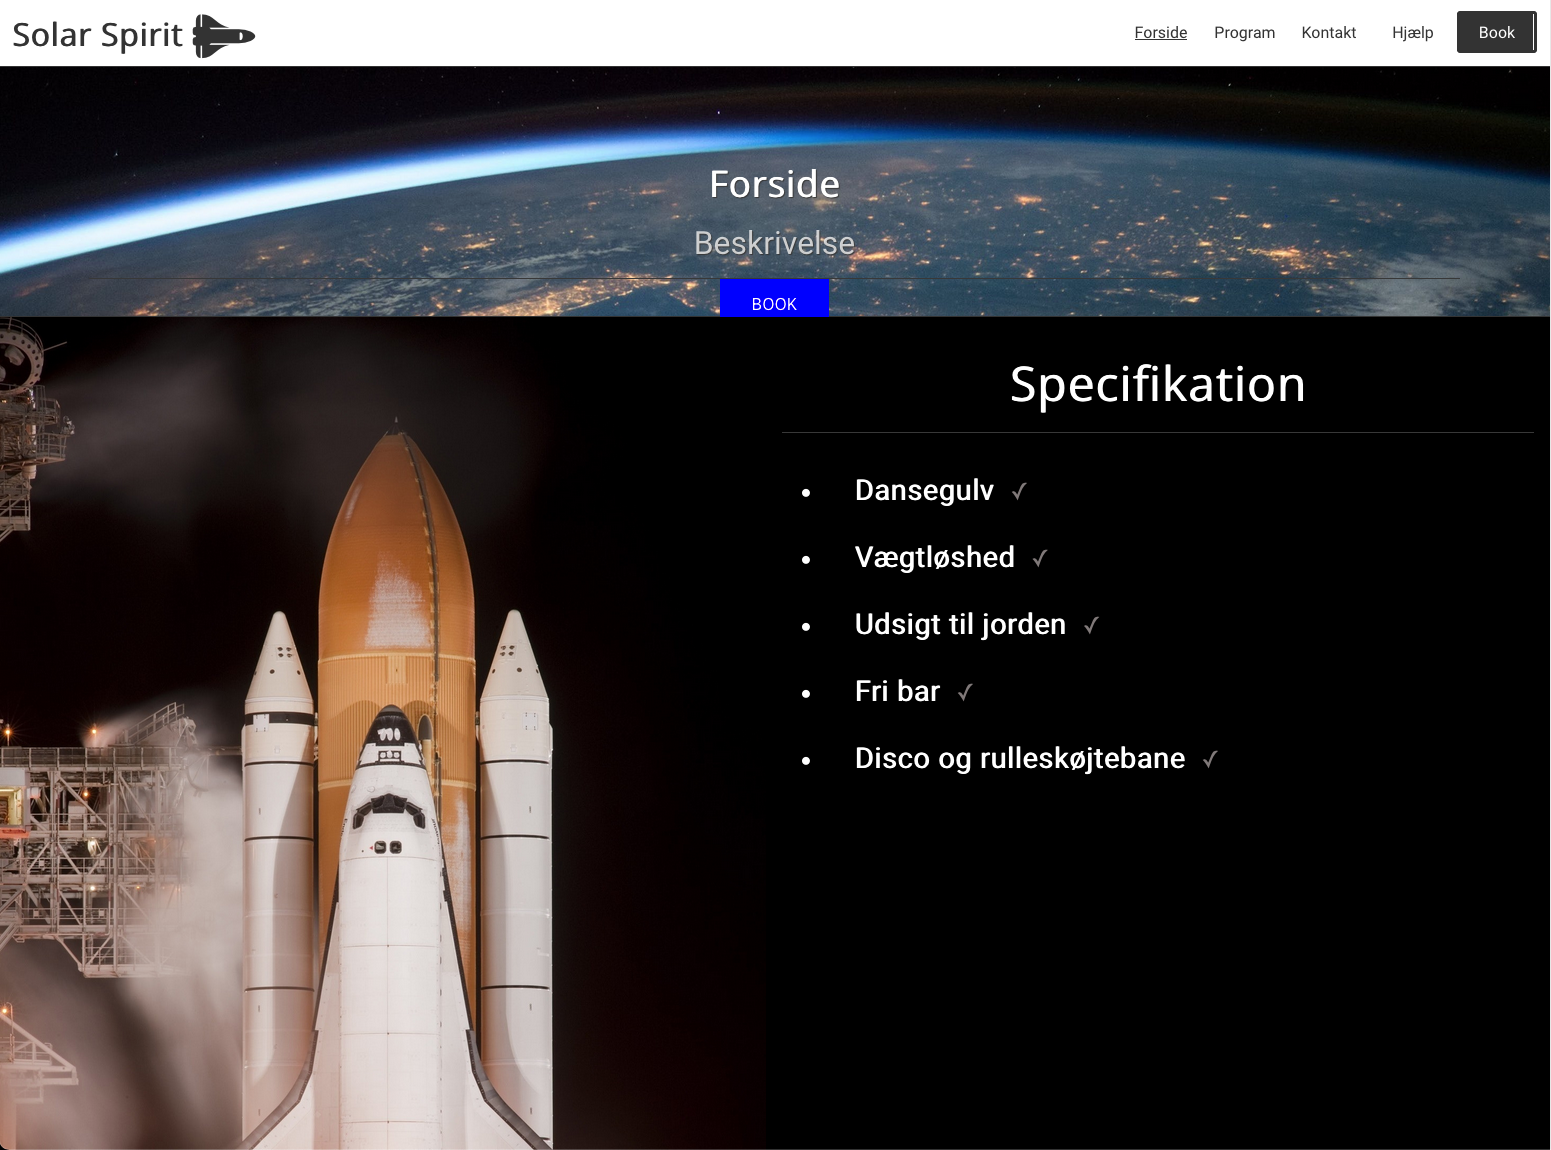 Solar Spirit
Forside Program Kontakt Hjælp Book
Forside
Beskrivelse
BOOK
Specifikation
• Dansegulv ✓
• Vægtløshed ✓
• Udsigt til jorden ✓
• Fri bar ✓
• Disco og rulleskøjtebane ✓